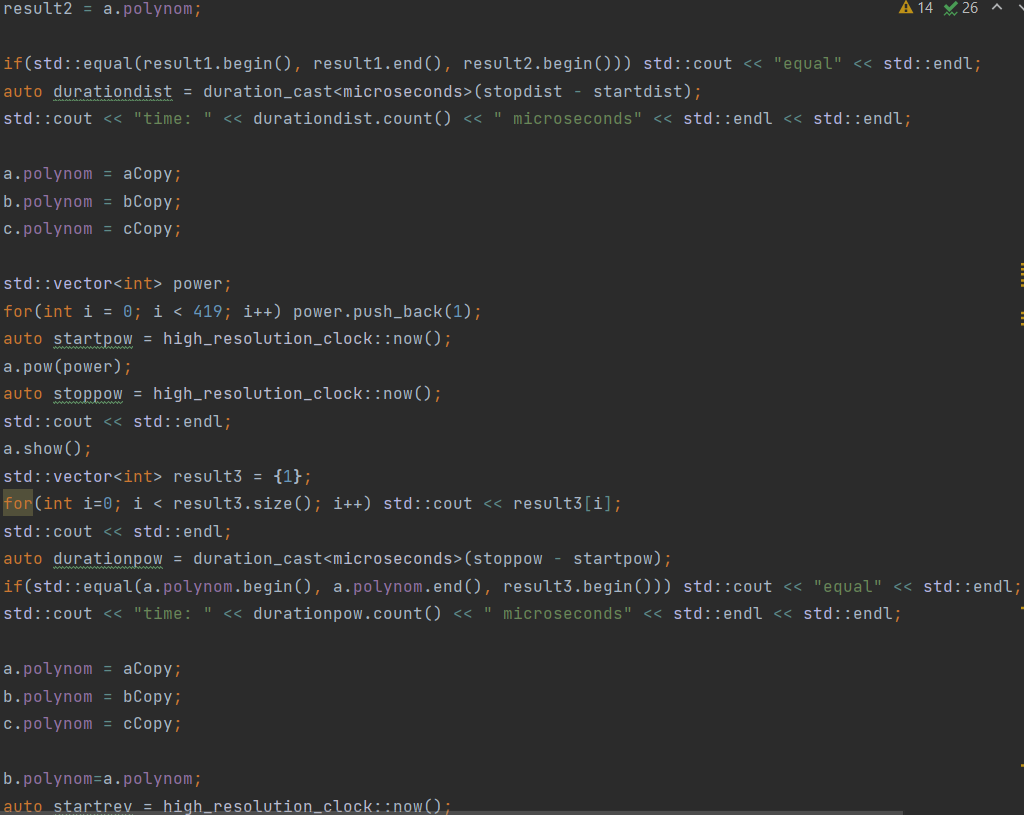 result2 = a.polynom;
14 26
if(std::equal(result1.begin(), result1.end(), result2.begin())) std::cout << "equal" << std::endl;
auto durationdist = duration_cast<microseconds>(stopdist - startdist);
std::cout << "time: " << durationdist.count() << " microseconds" << std::endl << std::endl;
a.polynom = aCopy;
b.polynom = bCopy;
c.polynom = cCopy;
std::vector<int> power;
for(int i = 0; i < 419; i++) power.push_back(1);
auto startpow = high_resolution_clock::now();
a.pow(power);
auto stoppow = high_resolution_clock::now();
std::cout << std::endl;
a.show();
std::vector<int> result3 = {1};
for(int i=0; i < result3.size(); i++) std::cout << result3[i];
std::cout << std::endl;
auto durationpow = duration_cast<microseconds>(stoppow - startpow);
if(std::equal(a.polynom.begin(), a.polynom.end(), result3.begin())) std::cout << "equal" << std::endl;
std::cout << "time: " << durationpow.count() << " microseconds" << std::endl << std::endl;
a.polynom = aCopy;
b.polynom = bCopy;
c.polynom = cCopy;
b.polynom=a.polynom;
auto startrev = high_resolution_clock::now();